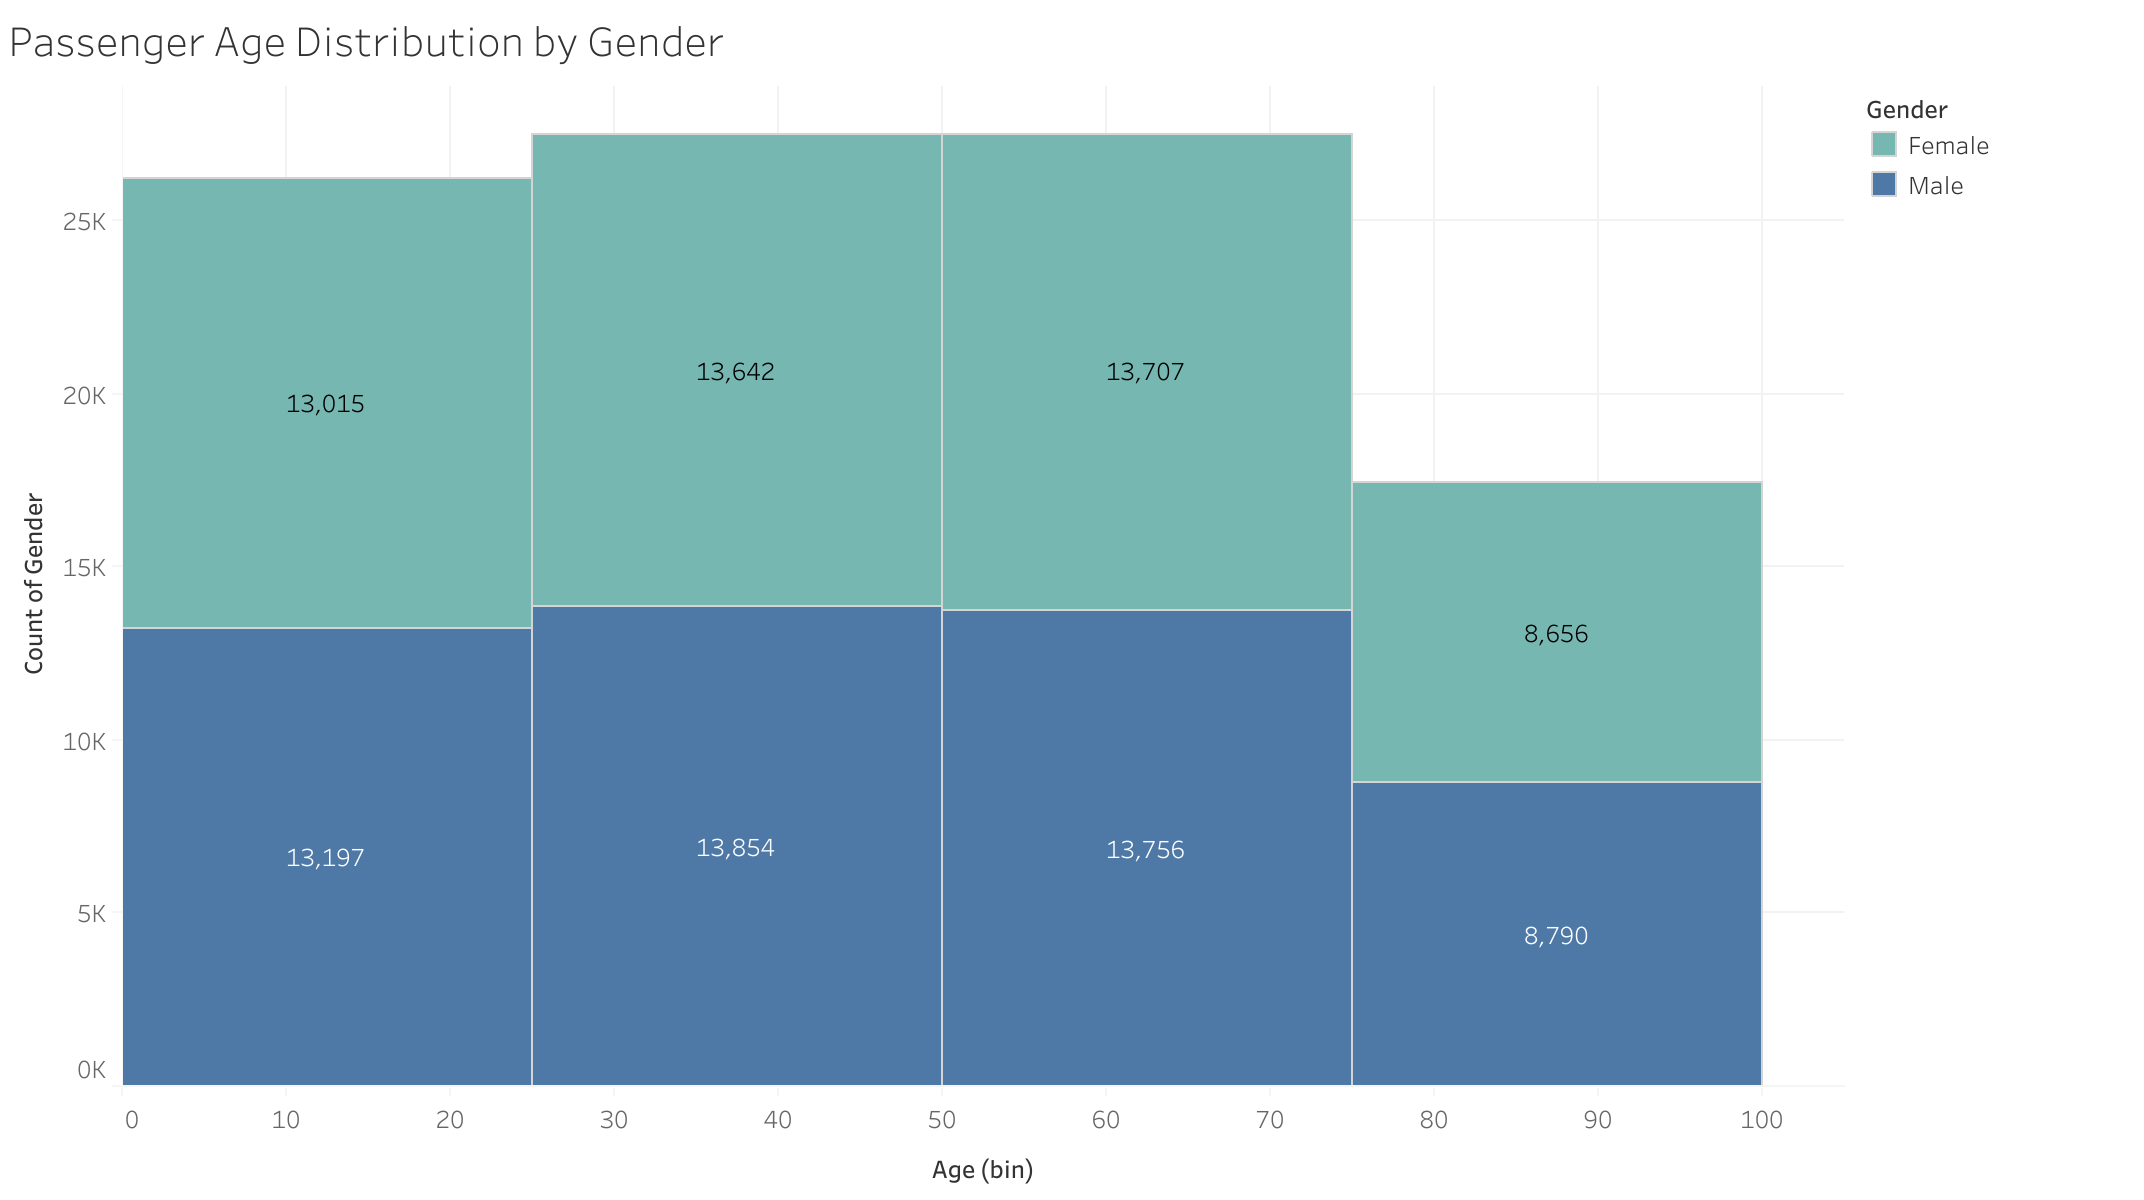 Passenger Age Distribution by Gender
Gender
Female
Male
25K
20K
15K
10K
5K
0K
Count of Gender
13,015
13,642
13,707
8,656
13,197
13,854
13,756
8,790
0 10 20 30 40 50 60 70 80 90 100
Age (bin)